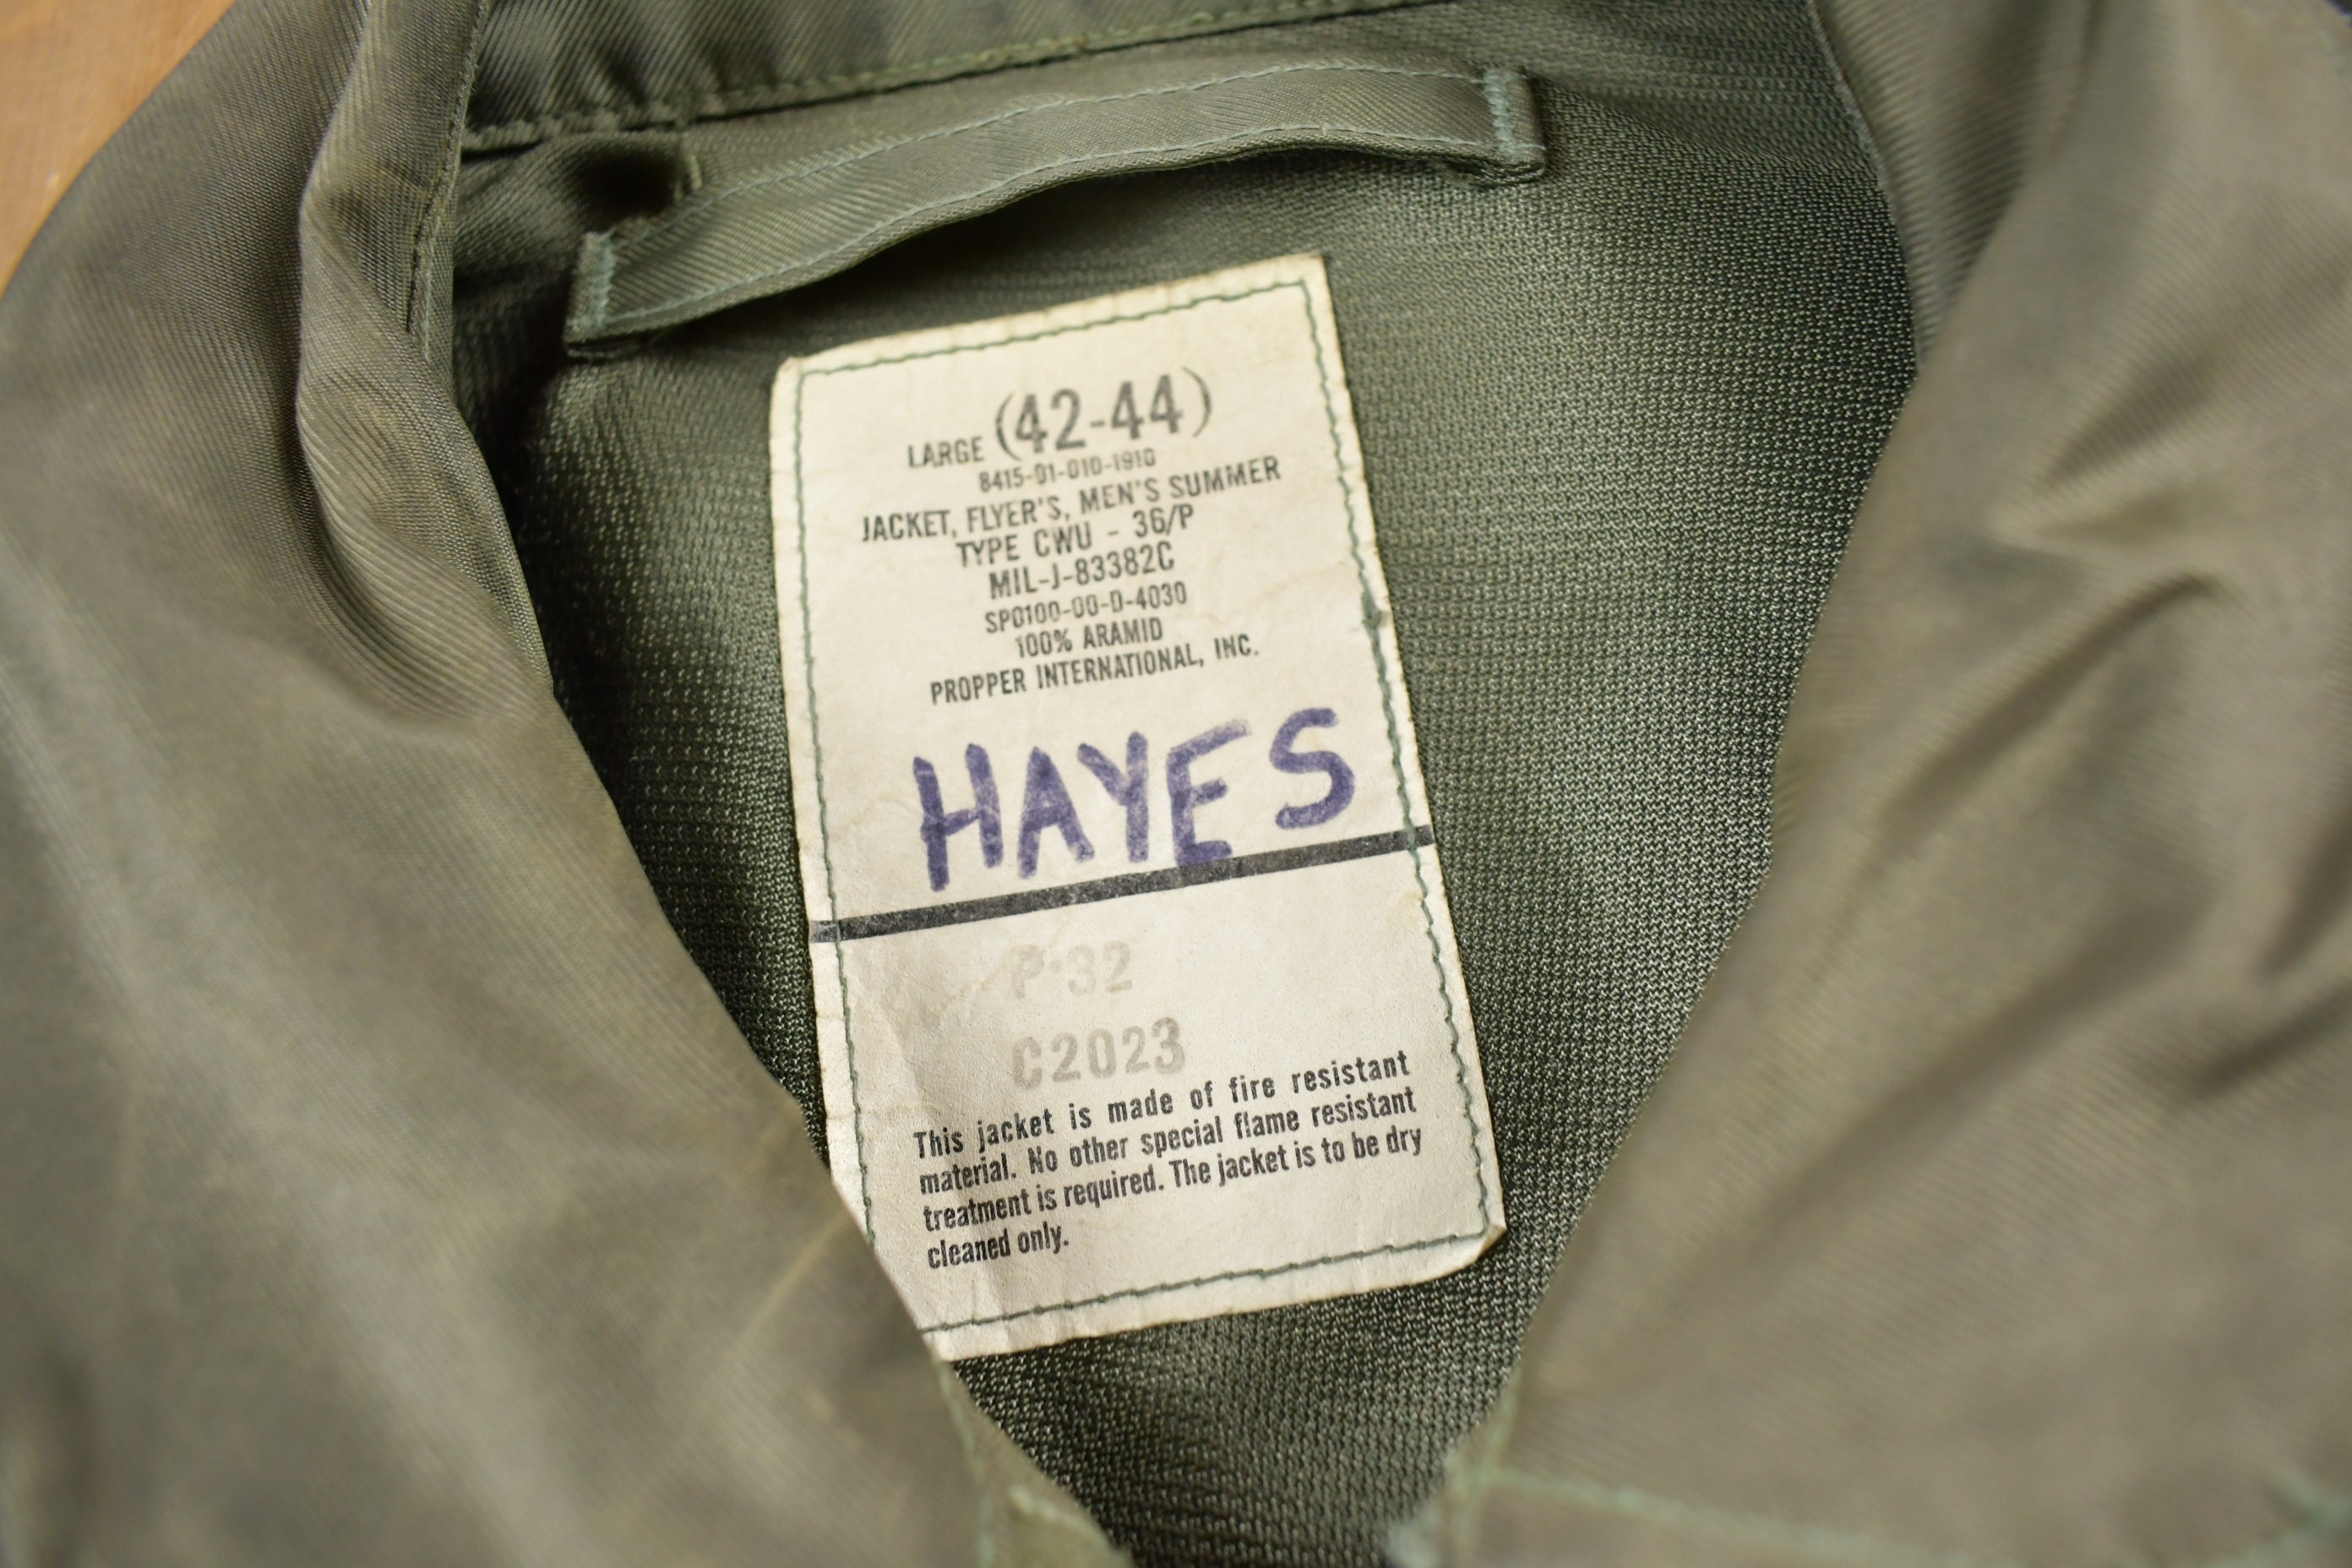 LARGE (42-44)
8415-01-010-1910
JACKET, FLYER'S, MEN'S SUMMER
TYPE CWU - 36/P
MIL-J-83382C
SP0100-00-D-4030
100% ARAMID
PROPPER INTERNATIONAL, INC.
HAYES
P·32
C2023
This jacket is made of fire resistant
material. No other special flame resistant
treatment is required. The jacket is to be dry
cleaned only.